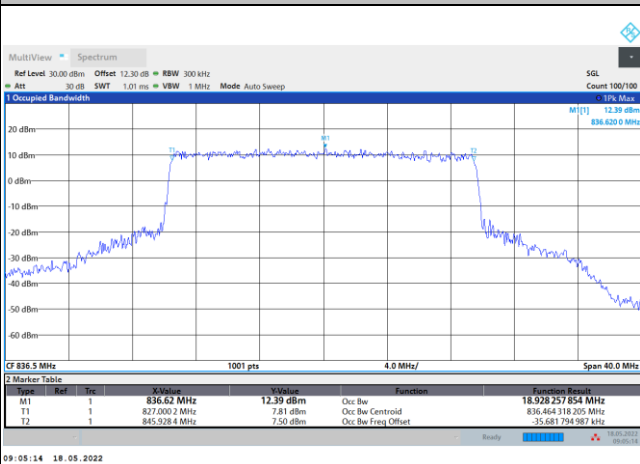 MultiView Spectrum
Ref Level 30.00 dBm Offset 12.30 dB RBW 300 kHz SGL
Att 30 dB SWT 1.01 ms VBW 1 MHz Mode Auto Sweep Count 100/100
1 Occupied Bandwidth 1Pk Max
M1[1] 12.39 dBm
836.620 0 MHz
20 dBm
M1
T1 T2
10 dBm
0 dBm
-10 dBm
-20 dBm
-30 dBm
-40 dBm
-50 dBm
-60 dBm
CF 836.5 MHz 1001 pts 4.0 MHz/ Span 40.0 MHz
2 Marker Table
Type Ref Trc X-Value Y-Value Function Function Result
M1 1 836.62 MHz 12.39 dBm Occ Bw 18.928 257 854 MHz
T1 1 827.000 2 MHz 7.81 dBm Occ Bw Centroid 836.464 318 205 MHz
T2 1 845.928 4 MHz 7.50 dBm Occ Bw Freq Offset -35.681 794 987 kHz
Ready 18.05.2022
09:05:14
09:05:14 18.05.2022